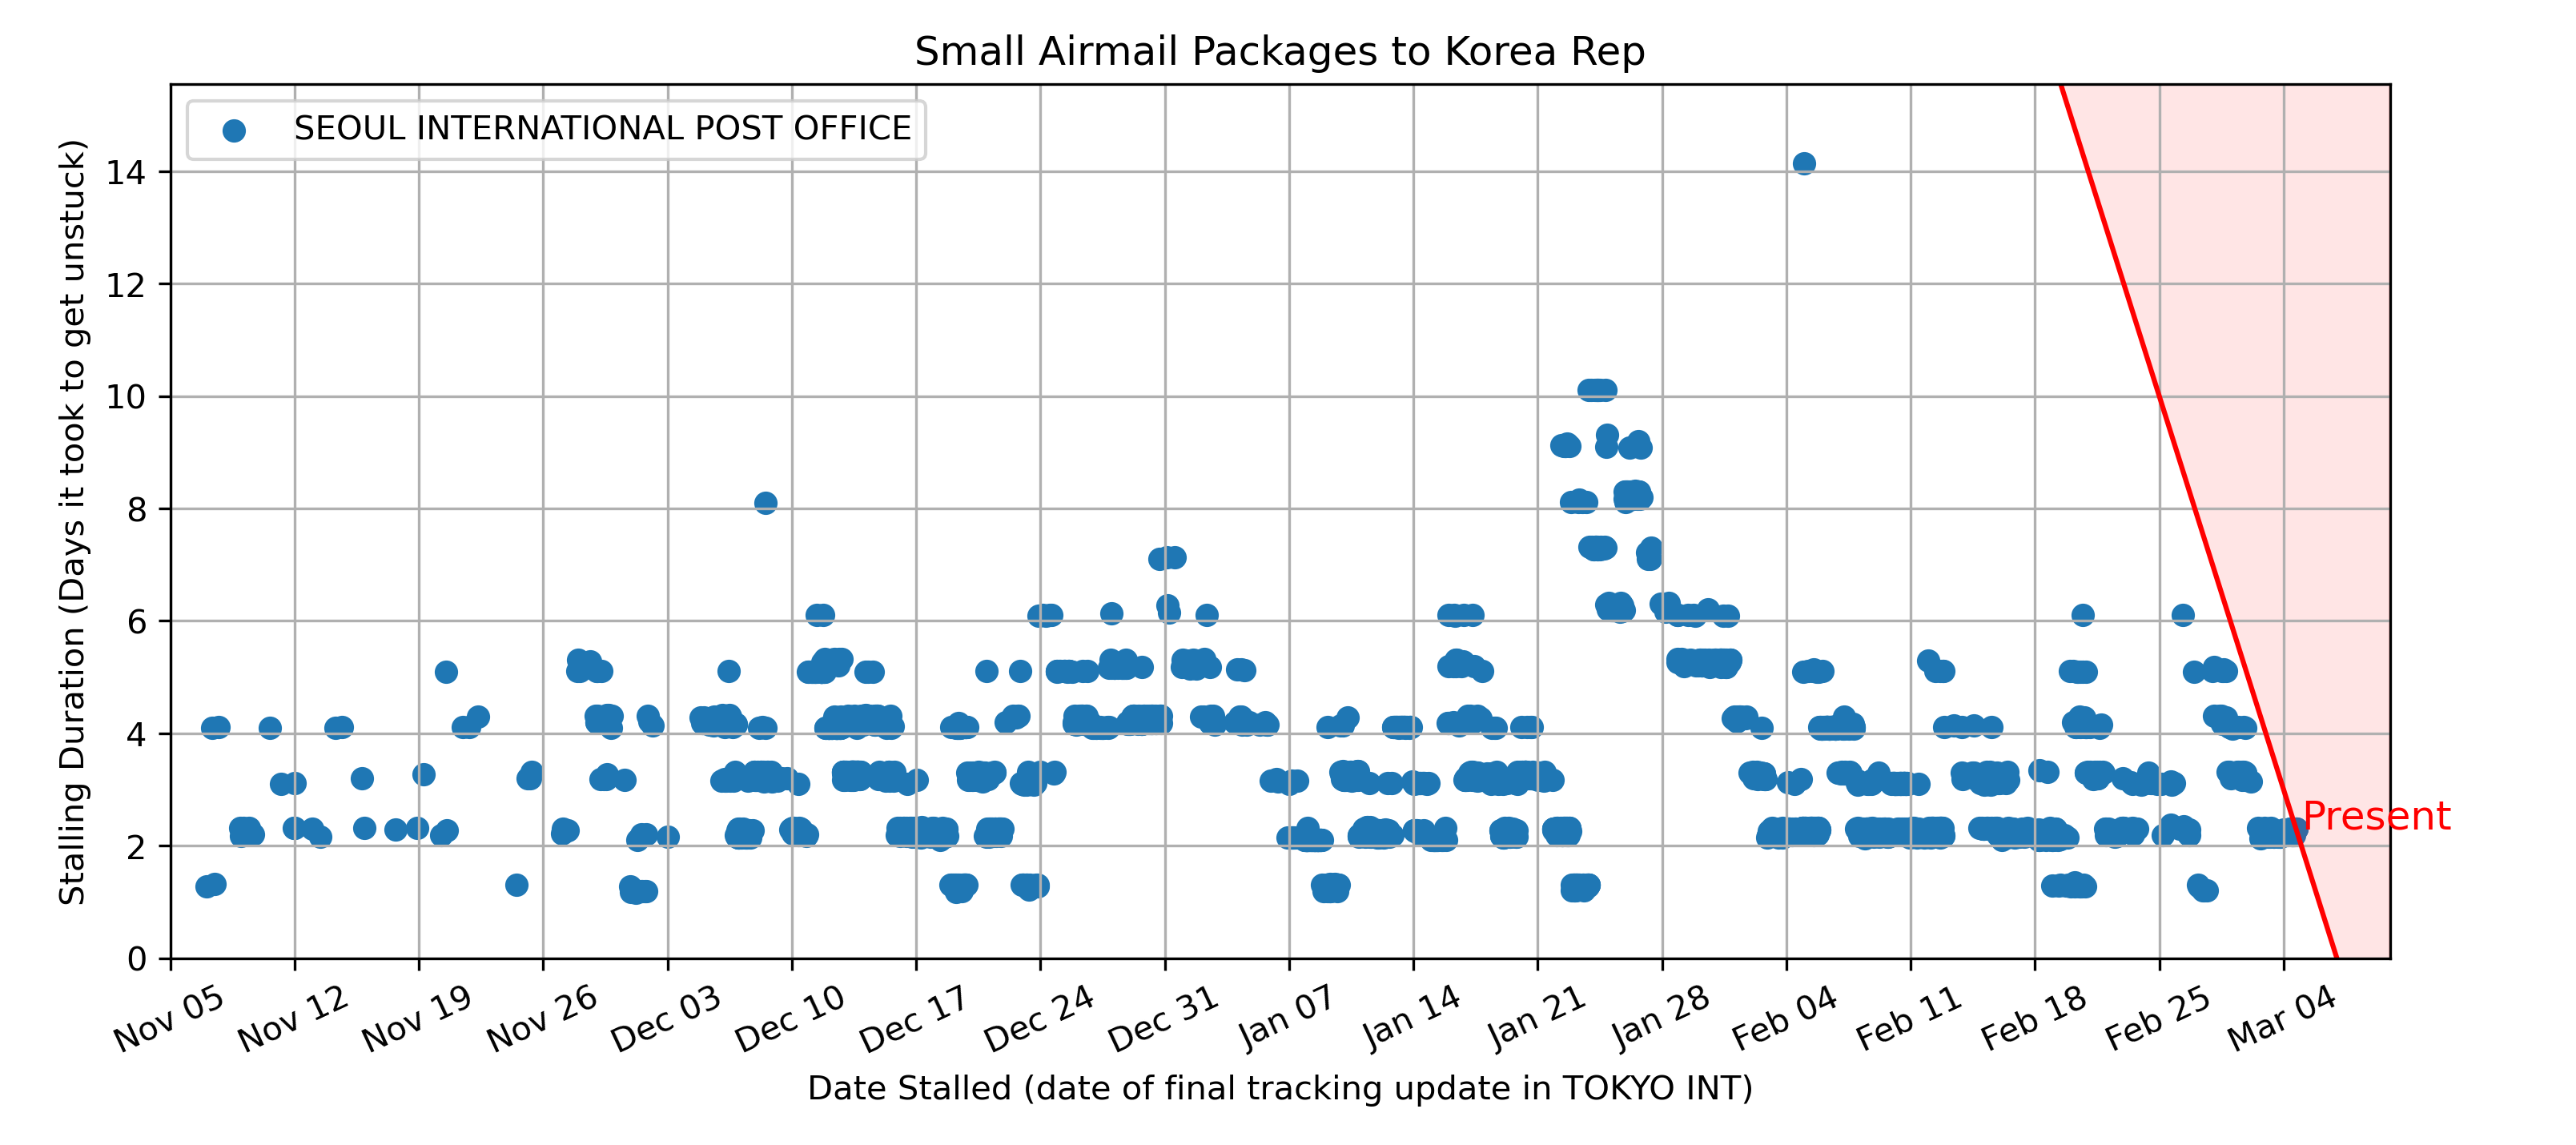 Small Airmail Packages to Korea Rep
SEOUL INTERNATIONAL POST OFFICE
Stalling Duration (Days it took to get unstuck)
14
12
10
8
6
4
2
0
Present
Nov 05
Nov 12
Nov 19
Nov 26
Dec 03
Dec 10
Dec 17
Dec 24
Dec 31
Jan 07
Jan 14
Jan 21
Jan 28
Feb 04
Feb 11
Feb 18
Feb 25
Mar 04
Date Stalled (date of final tracking update in TOKYO INT)